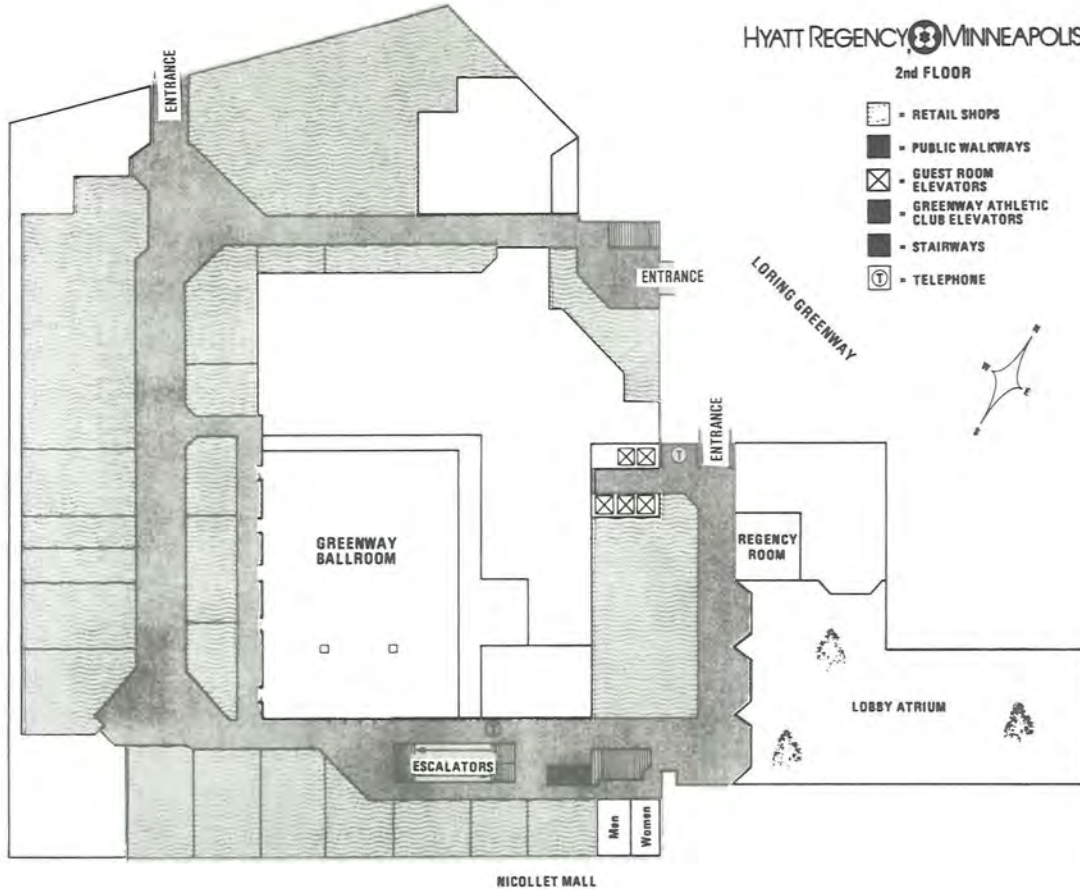 HYATT REGENCY MINNEAPOLIS
2nd FLOOR
= RETAIL SHOPS
= PUBLIC WALKWAYS
= GUEST ROOM
ELEVATORS
= GREENWAY ATHLETIC
CLUB ELEVATORS
= STAIRWAYS
T = TELEPHONE
ENTRANCE
ENTRANCE
LORING GREENWAY
N
W
E
S
ENTRANCE
T
GREENWAY
BALLROOM
REGENCY
ROOM
LOBBY ATRIUM
T
ESCALATORS
Men
Women
NICOLLET MALL